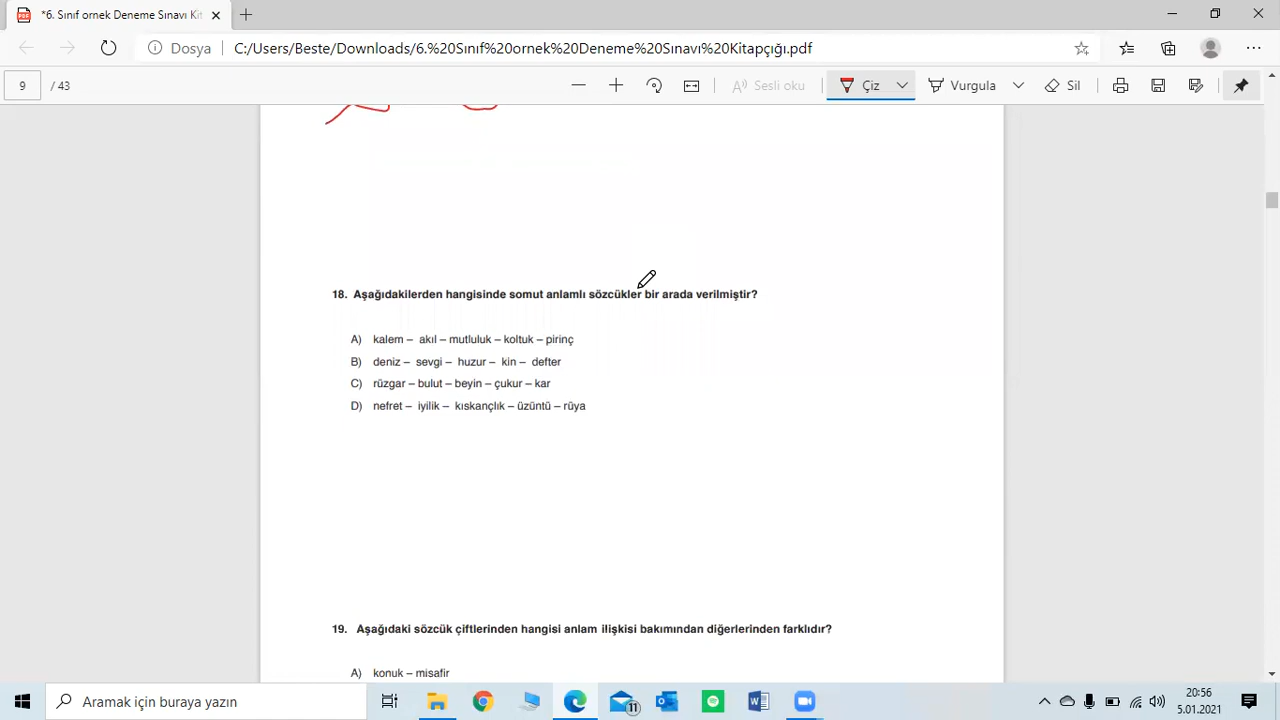 *6. Sınıf ornek Deneme Sınavı Kit
Dosya
C:/Users/Beste/Downloads/6.%20Sınıf%20ornek%20Deneme%20Sınavı%20Kitapçığı.pdf
9 / 43
Sesli oku
Çiz
Vurgula
Sil
18. Aşağıdakilerden hangisinde somut anlamlı sözcükler bir arada verilmiştir?
A) kalem – akıl – mutluluk – koltuk – pirinç
B) deniz – sevgi – huzur – kin – defter
C) rüzgar – bulut – beyin – çukur – kar
D) nefret – iyilik – kıskançlık – üzüntü – rüya
19. Aşağıdaki sözcük çiftlerinden hangisi anlam ilişkisi bakımından diğerlerinden farklıdır?
A) konuk – misafir
Aramak için buraya yazın
11
20:56
5.01.2021